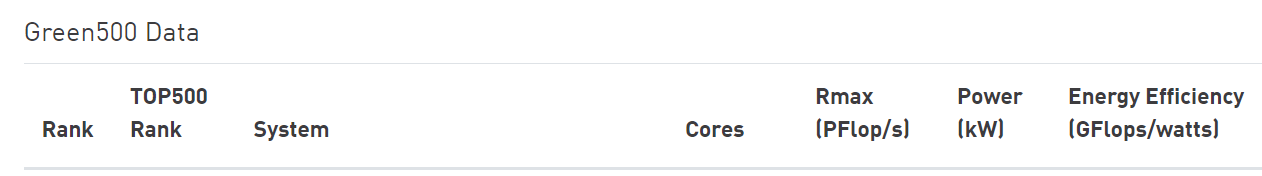 Green500 Data
TOP500 Rmax Power Energy Efficiency
Rank Rank System Cores (PFlop/s) (kW) (GFlops/watts)